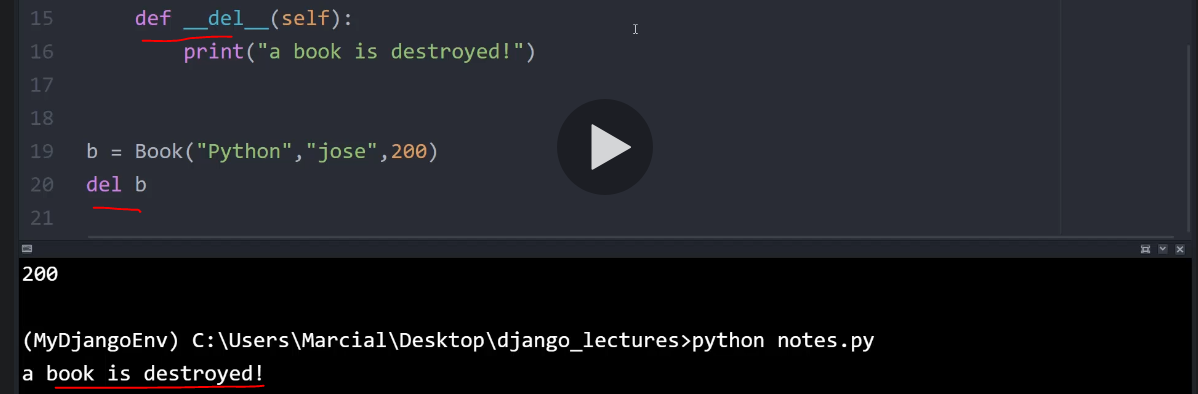 15 def __del__(self):
16 print("a book is destroyed!")
17
18
19 b = Book("Python","jose",200)
20 del b
21
200
(MyDjangoEnv) C:\Users\Marcial\Desktop\django_lectures>python notes.py
a book is destroyed!